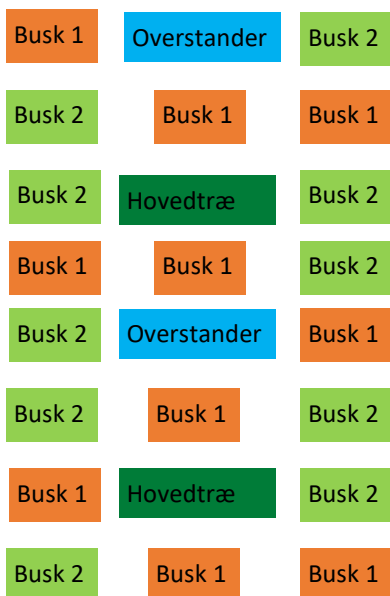 Busk 1 Overstander Busk 2
Busk 2 Busk 1 Busk 1
Busk 2 Hovedtræ Busk 2
Busk 1 Busk 1 Busk 2
Busk 2 Overstander Busk 1
Busk 2 Busk 1 Busk 2
Busk 1 Hovedtræ Busk 2
Busk 2 Busk 1 Busk 1